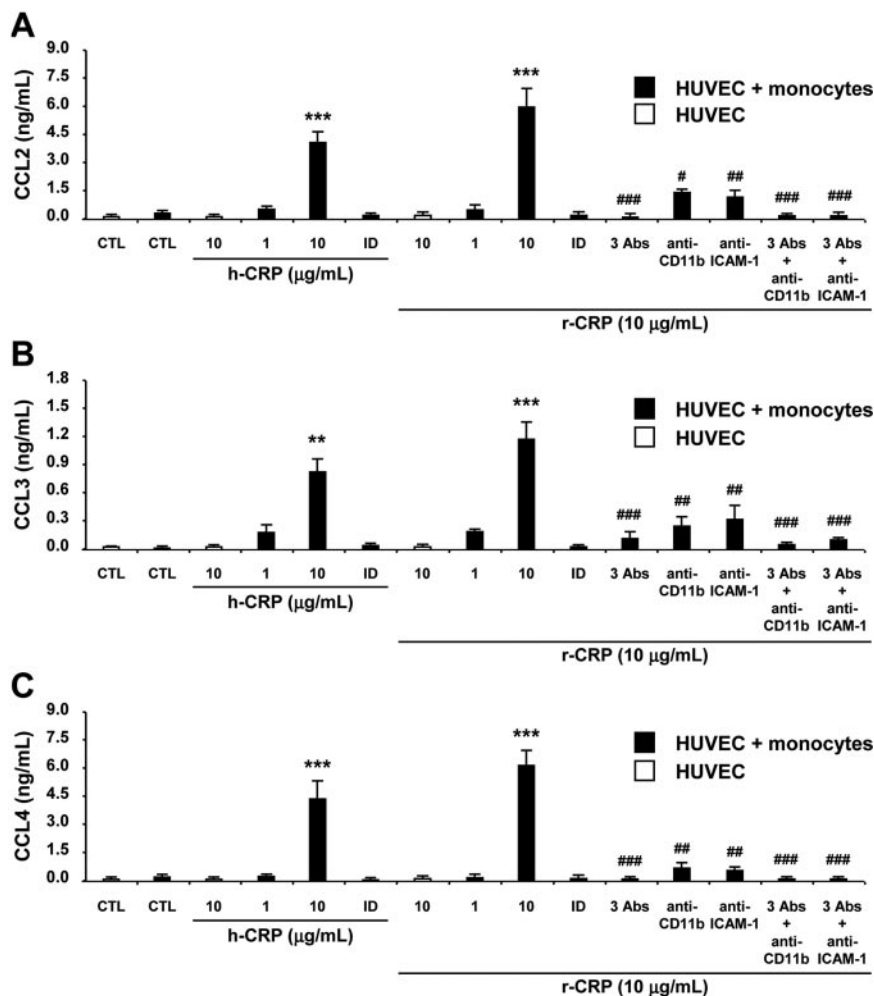 A
CCL2 (ng/mL)
9.0
7.5
6.0
4.5
3.0
1.5
0.0
*** ***
HUVEC + monocytes
HUVEC
### # ## ### ###
CTL CTL 10 1 10 ID 10 1 10 ID 3 Abs anti-CD11b anti-ICAM-1 3 Abs + anti-CD11b 3 Abs + anti-ICAM-1
h-CRP (μg/mL)
r-CRP (10 μg/mL)
B
CCL3 (ng/mL)
1.8
1.5
1.2
0.9
0.6
0.3
0.0
** ***
HUVEC + monocytes
HUVEC
### ## ## ### ###
CTL CTL 10 1 10 ID 10 1 10 ID 3 Abs anti-CD11b anti-ICAM-1 3 Abs + anti-CD11b 3 Abs + anti-ICAM-1
h-CRP (μg/mL)
r-CRP (10 μg/mL)
C
CCL4 (ng/mL)
9.0
7.5
6.0
4.5
3.0
1.5
0.0
*** ***
HUVEC + monocytes
HUVEC
### ## ## ### ###
CTL CTL 10 1 10 ID 10 1 10 ID 3 Abs anti-CD11b anti-ICAM-1 3 Abs + anti-CD11b 3 Abs + anti-ICAM-1
h-CRP (μg/mL)
r-CRP (10 μg/mL)